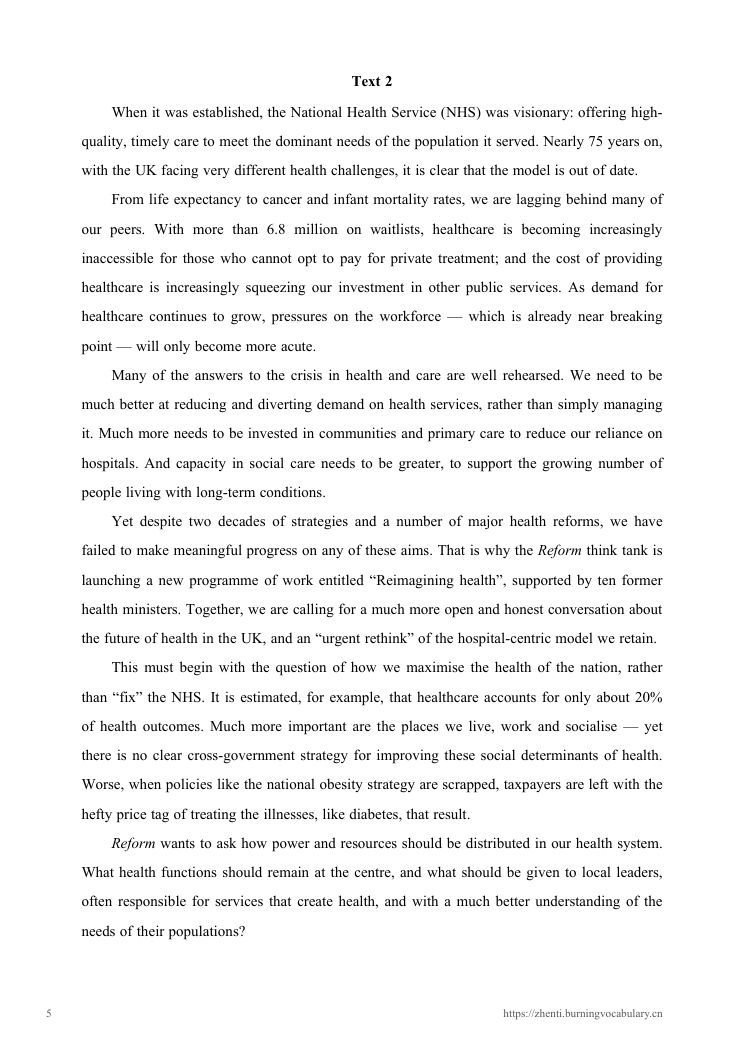 Text 2
When it was established, the National Health Service (NHS) was visionary: offering high-
quality, timely care to meet the dominant needs of the population it served. Nearly 75 years on,
with the UK facing very different health challenges, it is clear that the model is out of date.
From life expectancy to cancer and infant mortality rates, we are lagging behind many of
our peers. With more than 6.8 million on waitlists, healthcare is becoming increasingly
inaccessible for those who cannot opt to pay for private treatment; and the cost of providing
healthcare is increasingly squeezing our investment in other public services. As demand for
healthcare continues to grow, pressures on the workforce — which is already near breaking
point — will only become more acute.
Many of the answers to the crisis in health and care are well rehearsed. We need to be
much better at reducing and diverting demand on health services, rather than simply managing
it. Much more needs to be invested in communities and primary care to reduce our reliance on
hospitals. And capacity in social care needs to be greater, to support the growing number of
people living with long-term conditions.
Yet despite two decades of strategies and a number of major health reforms, we have
failed to make meaningful progress on any of these aims. That is why the Reform think tank is
launching a new programme of work entitled “Reimagining health”, supported by ten former
health ministers. Together, we are calling for a much more open and honest conversation about
the future of health in the UK, and an “urgent rethink” of the hospital-centric model we retain.
This must begin with the question of how we maximise the health of the nation, rather
than “fix” the NHS. It is estimated, for example, that healthcare accounts for only about 20%
of health outcomes. Much more important are the places we live, work and socialise — yet
there is no clear cross-government strategy for improving these social determinants of health.
Worse, when policies like the national obesity strategy are scrapped, taxpayers are left with the
hefty price tag of treating the illnesses, like diabetes, that result.
Reform wants to ask how power and resources should be distributed in our health system.
What health functions should remain at the centre, and what should be given to local leaders,
often responsible for services that create health, and with a much better understanding of the
needs of their populations?
5
https://zhenti.burningvocabulary.cn